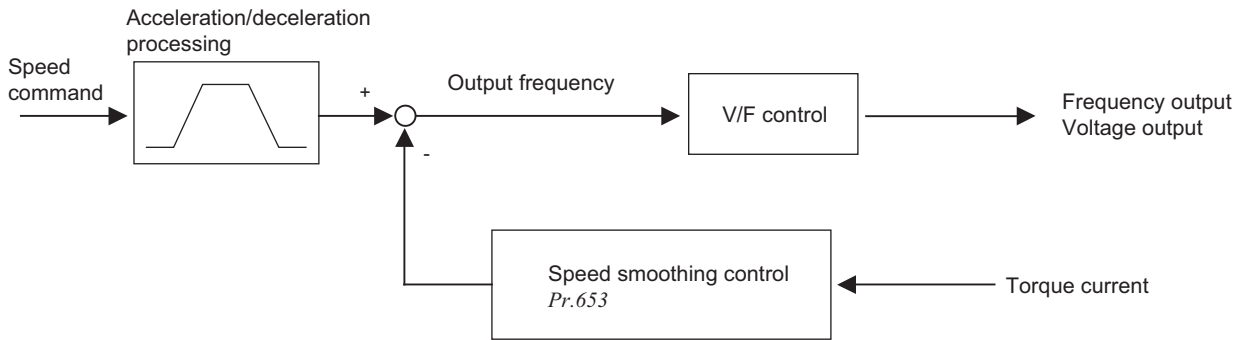 Acceleration/deceleration
processing
Speed
command
+
Output frequency
V/F control
Frequency output
Voltage output
-
Speed smoothing control
Pr.653
Torque current